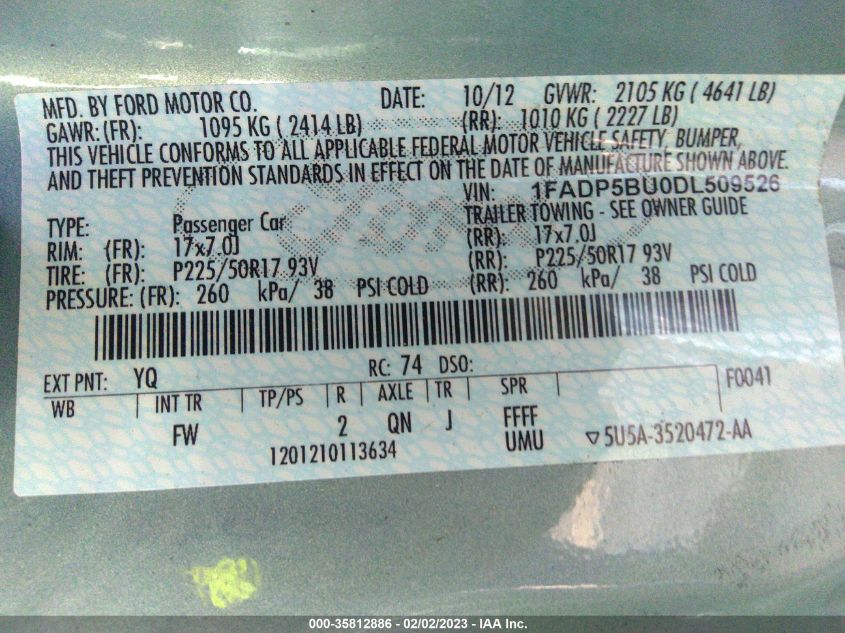 MFD. BY FORD MOTOR CO. DATE: 10/12 GVWR: 2105 KG ( 4641 LB)
GAWR:(FR): 1095 KG ( 2414 LB) (RR): 1010 KG ( 2227 LB)
THIS VEHICLE CONFORMS TO ALL APPLICABLE FEDERAL MOTOR VEHICLE SAFETY, BUMPER,
AND THEFT PREVENTION STANDARDS IN EFFECT ON THE DATE OF MANUFACTURE SHOWN ABOVE.
VIN: 1FADP5BU0DL509526
TYPE: Passenger Car TRAILER TOWING - SEE OWNER GUIDE
RIM: (FR): 17x7.0J (RR): 17x7.0J
TIRE: (FR): P225/50R17 93V (RR): P225/50R17 93V
PRESSURE: (FR): 260 kPa/ 38 PSI COLD (RR): 260 kPa/ 38 PSI COLD
EXT PNT: YQ RC: 74 DSO: F0041
WB INT TR TP/PS R AXLE TR SPR
FW 2 QN J FFFF
UMU ▽5U5A-3520472-AA
1201210113634
000-35812886 - 02/02/2023 - IAA Inc.